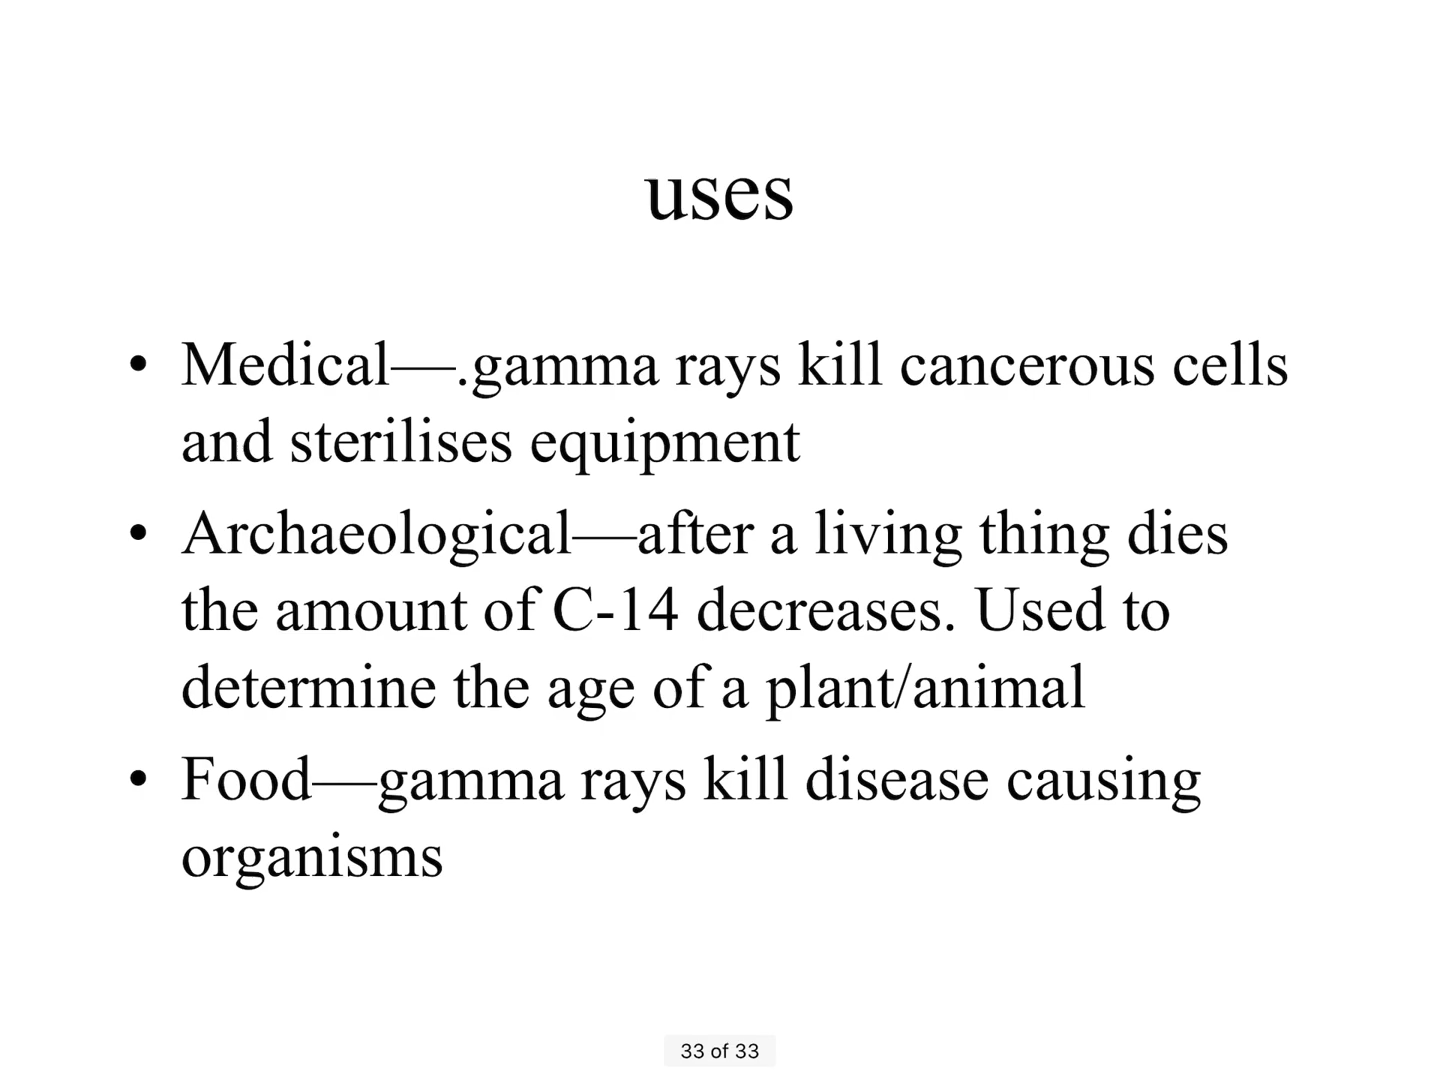 uses
• Medical—.gamma rays kill cancerous cells
and sterilises equipment
• Archaeological—after a living thing dies
the amount of C-14 decreases. Used to
determine the age of a plant/animal
• Food—gamma rays kill disease causing
organisms
33 of 33